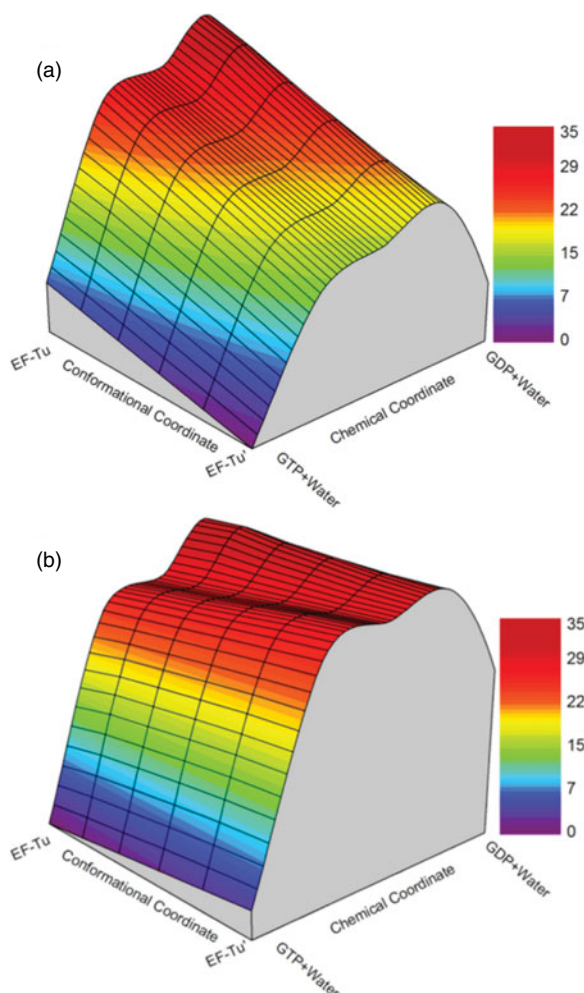 (a)
35
29
22
15
7
0
EF-Tu
Conformational Coordinate
EF-Tu'
GTP+Water
Chemical Coordinate
GDP+Water
(b)
35
29
22
15
7
0
EF-Tu
Conformational Coordinate
EF-Tu'
GTP+Water
Chemical Coordinate
GDP+Water